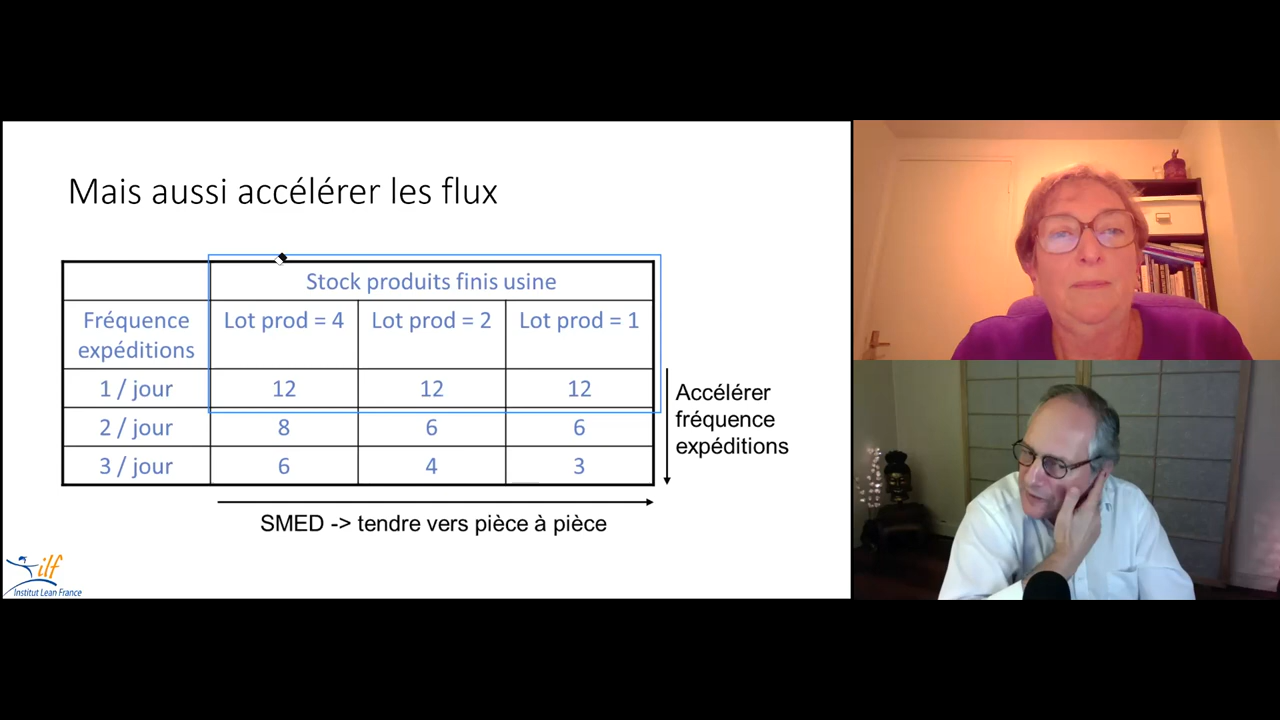 Mais aussi accélérer les flux
Stock produits finis usine
Fréquence expéditions
Lot prod = 4
Lot prod = 2
Lot prod = 1
1 / jour 12 12 12
2 / jour 8 6 6
3 / jour 6 4 3
Accélérer
fréquence
expéditions
SMED -> tendre vers pièce à pièce
ilf
Institut Lean France